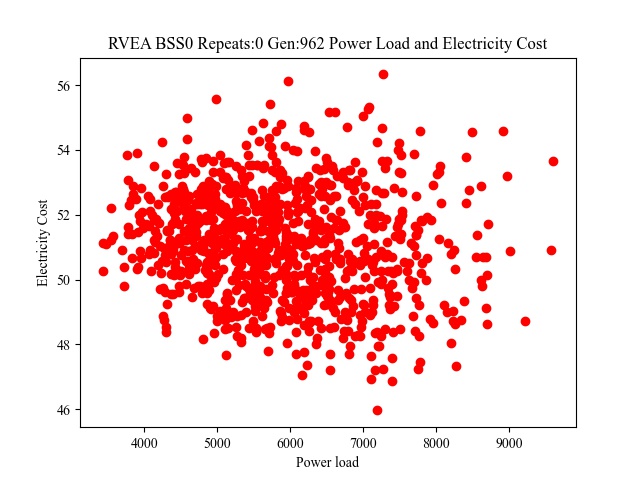 RVEA BSS0 Repeats:0 Gen:962 Power Load and Electricity Cost
56
54
52
50
48
46
Electricity Cost
4000 5000 6000 7000 8000 9000
Power load